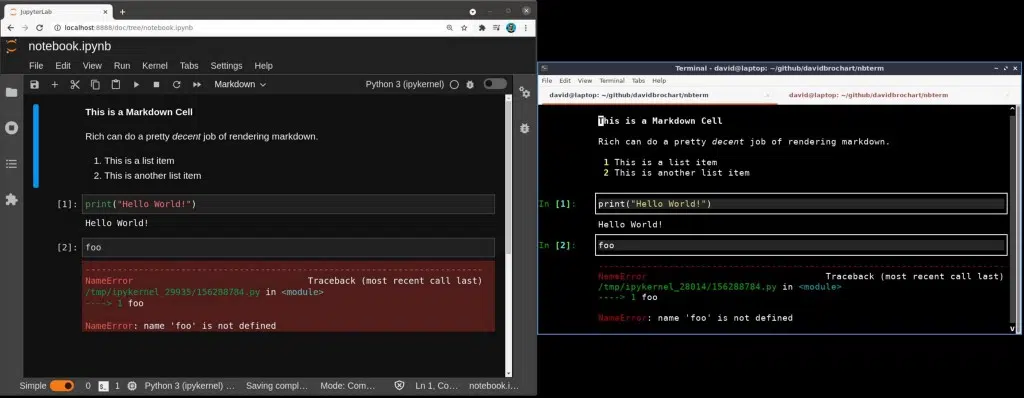 JupyterLab
localhost:8888/doc/tree/notebook.ipynb
notebook.ipynb
File Edit View Run Kernel Tabs Settings Help
Markdown
Python 3 (ipykernel)
This is a Markdown Cell
Rich can do a pretty decent job of rendering markdown.
1. This is a list item
2. This is another list item
[1]: print("Hello World!")
Hello World!
[2]: foo
---------------------------------------------------------------------------
NameError Traceback (most recent call last)
/tmp/ipykernel_29935/156288784.py in <module>
----> 1 foo
NameError: name 'foo' is not defined
Simple 0 1 Python 3 (ipykernel) ... Saving compl... Mode: Com... Ln 1, Co... notebook.i...
Terminal - david@laptop: ~/github/davidbrochart/nbterm
File Edit View Terminal Tabs Help
david@laptop: ~/github/davidbrochart/nbterm david@laptop: ~/github/davidbrochart/nbterm
This is a Markdown Cell
Rich can do a pretty decent job of rendering markdown.
1 This is a list item
2 This is another list item
In [1]: print("Hello World!")
Hello World!
In [2]: foo
---------------------------------------------------------------------------
NameError Traceback (most recent call last)
/tmp/ipykernel_28014/156288784.py in <module>
----> 1 foo
NameError: name 'foo' is not defined